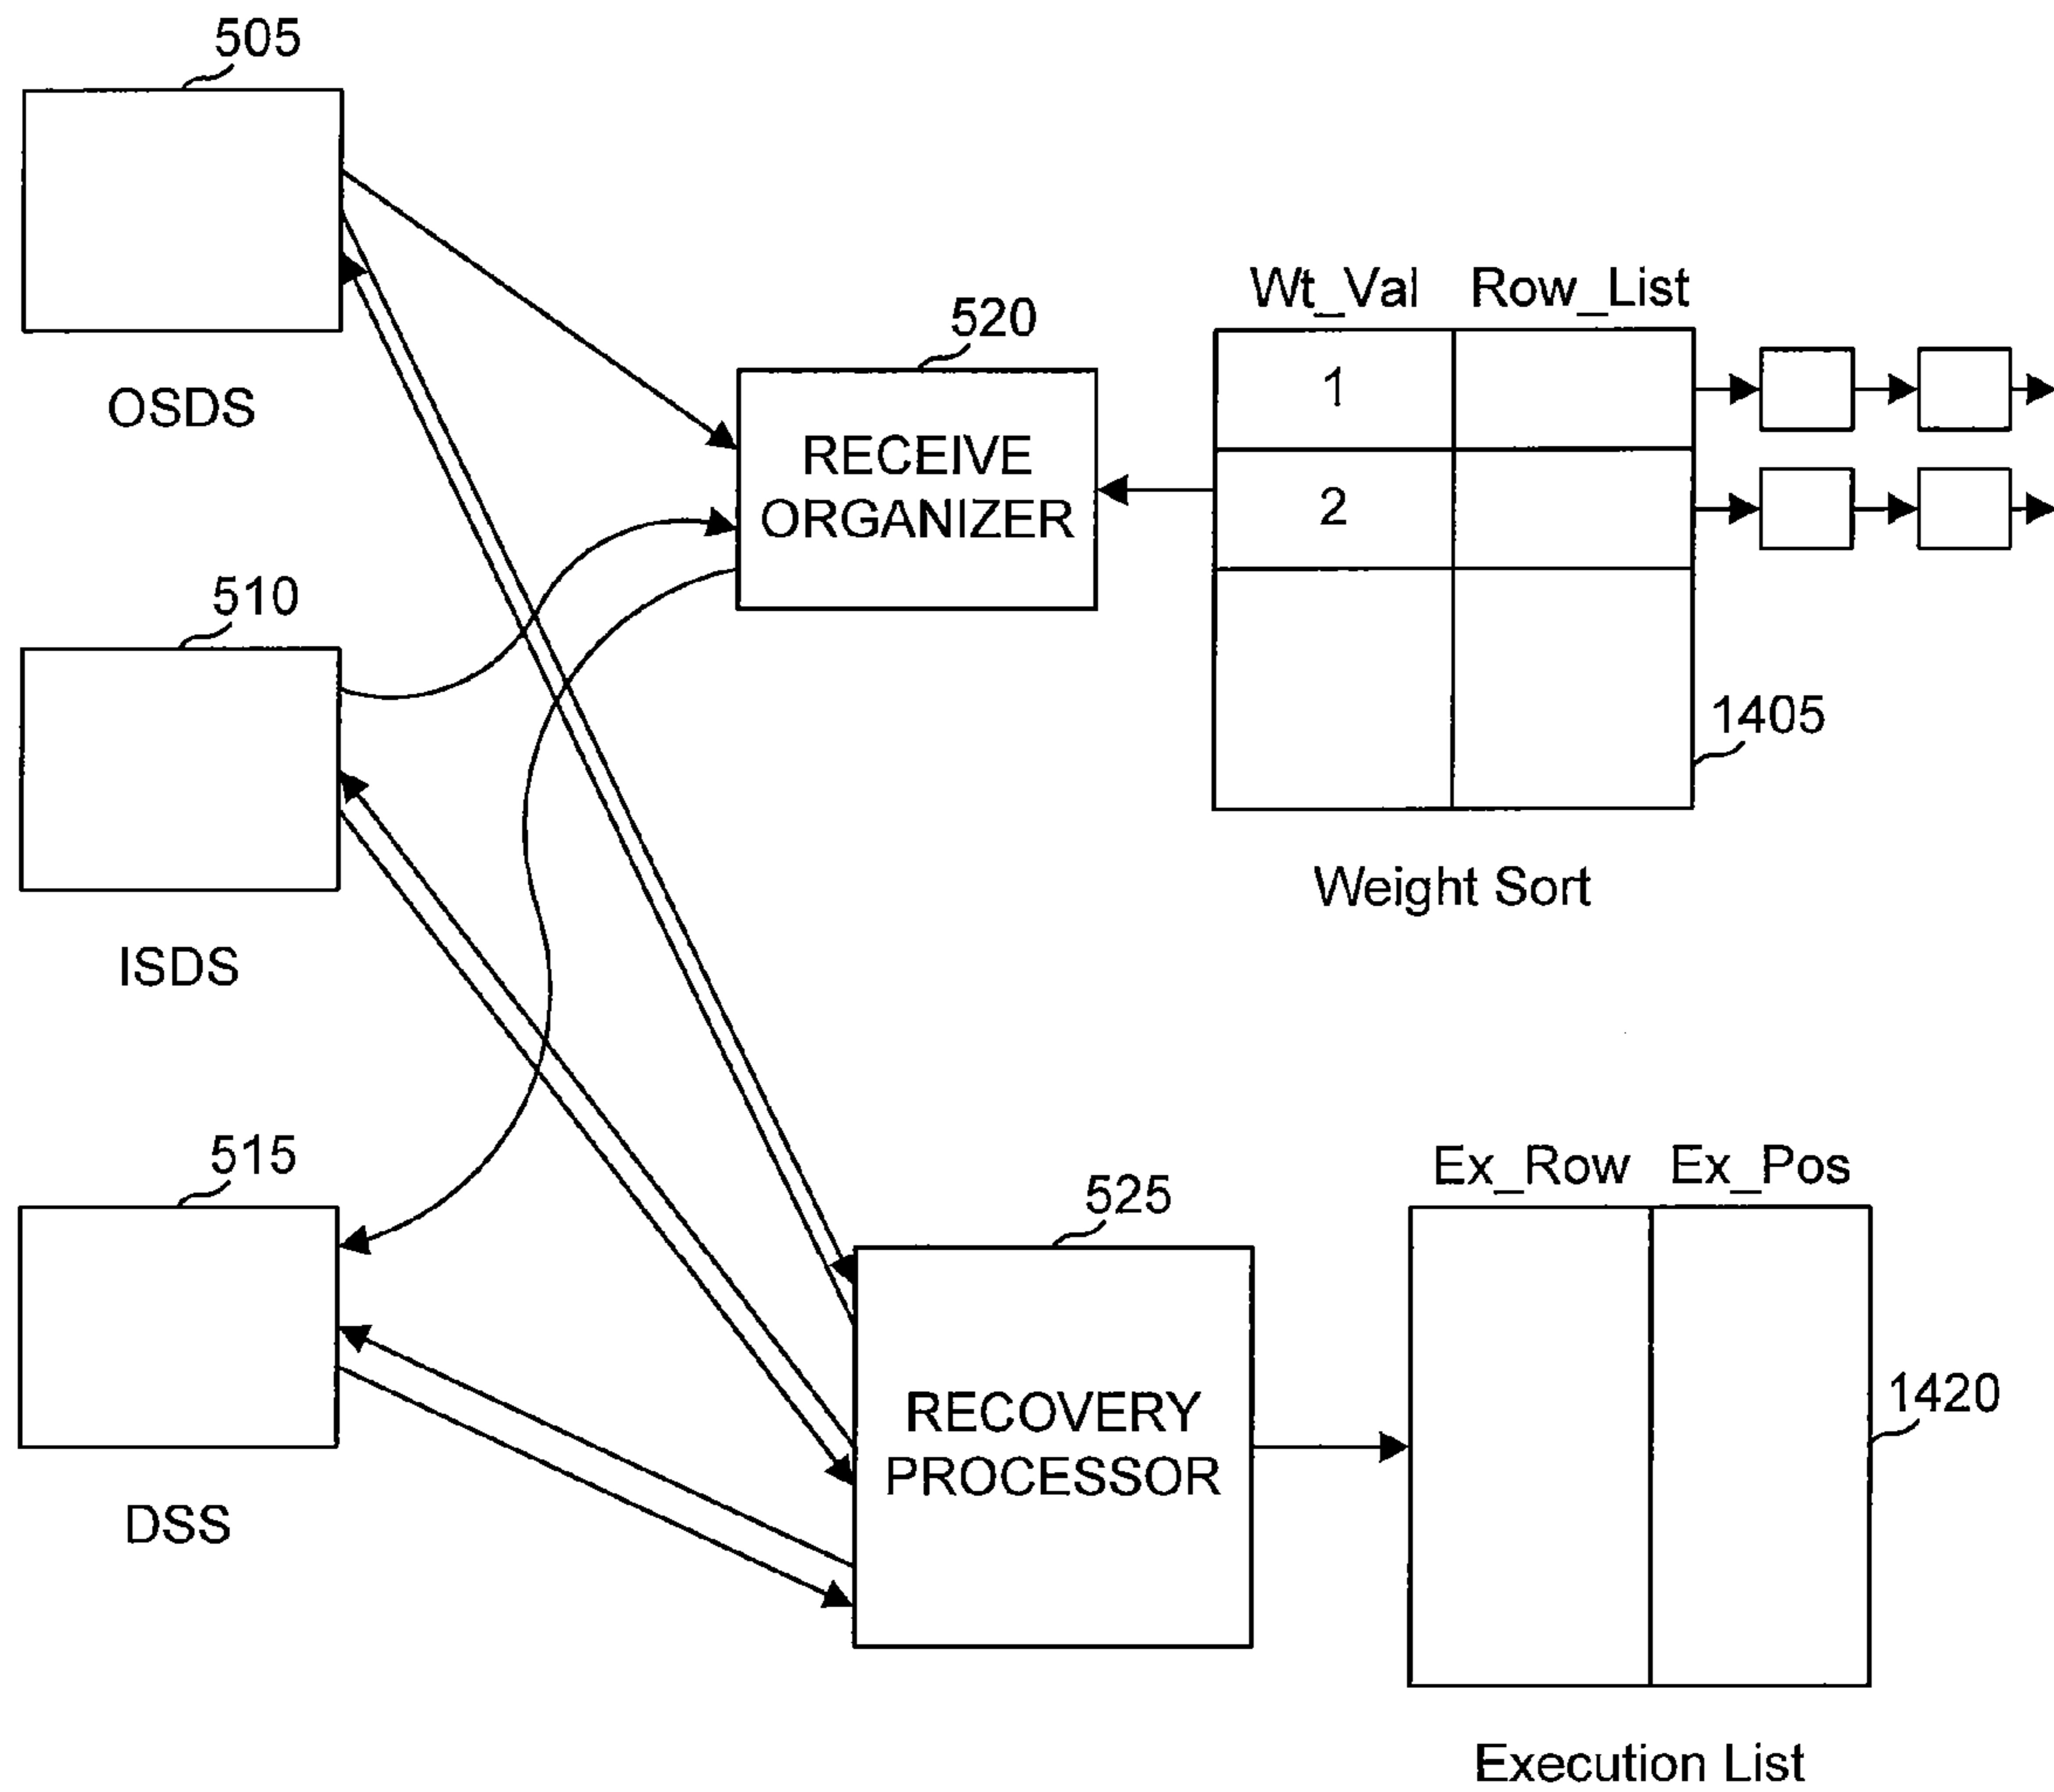 505
OSDS
520
RECEIVE
ORGANIZER
Wt_Val Row_List
1
2
1405
Weight Sort
510
ISDS
515
DSS
525
RECOVERY
PROCESSOR
Ex_Row Ex_Pos
1420
Execution List